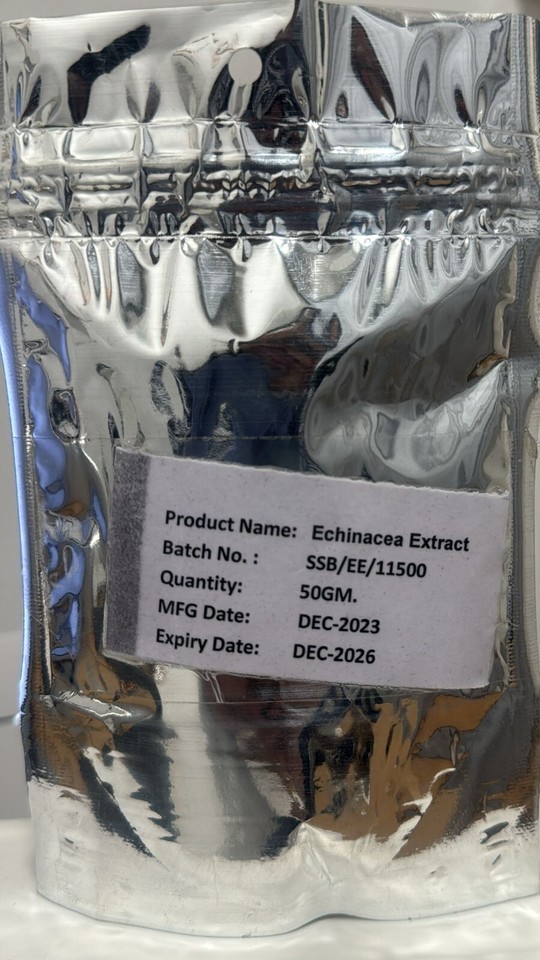 Product Name: Echinacea Extract
Batch No. : SSB/EE/11500
Quantity: 50GM.
MFG Date: DEC-2023
Expiry Date: DEC-2026